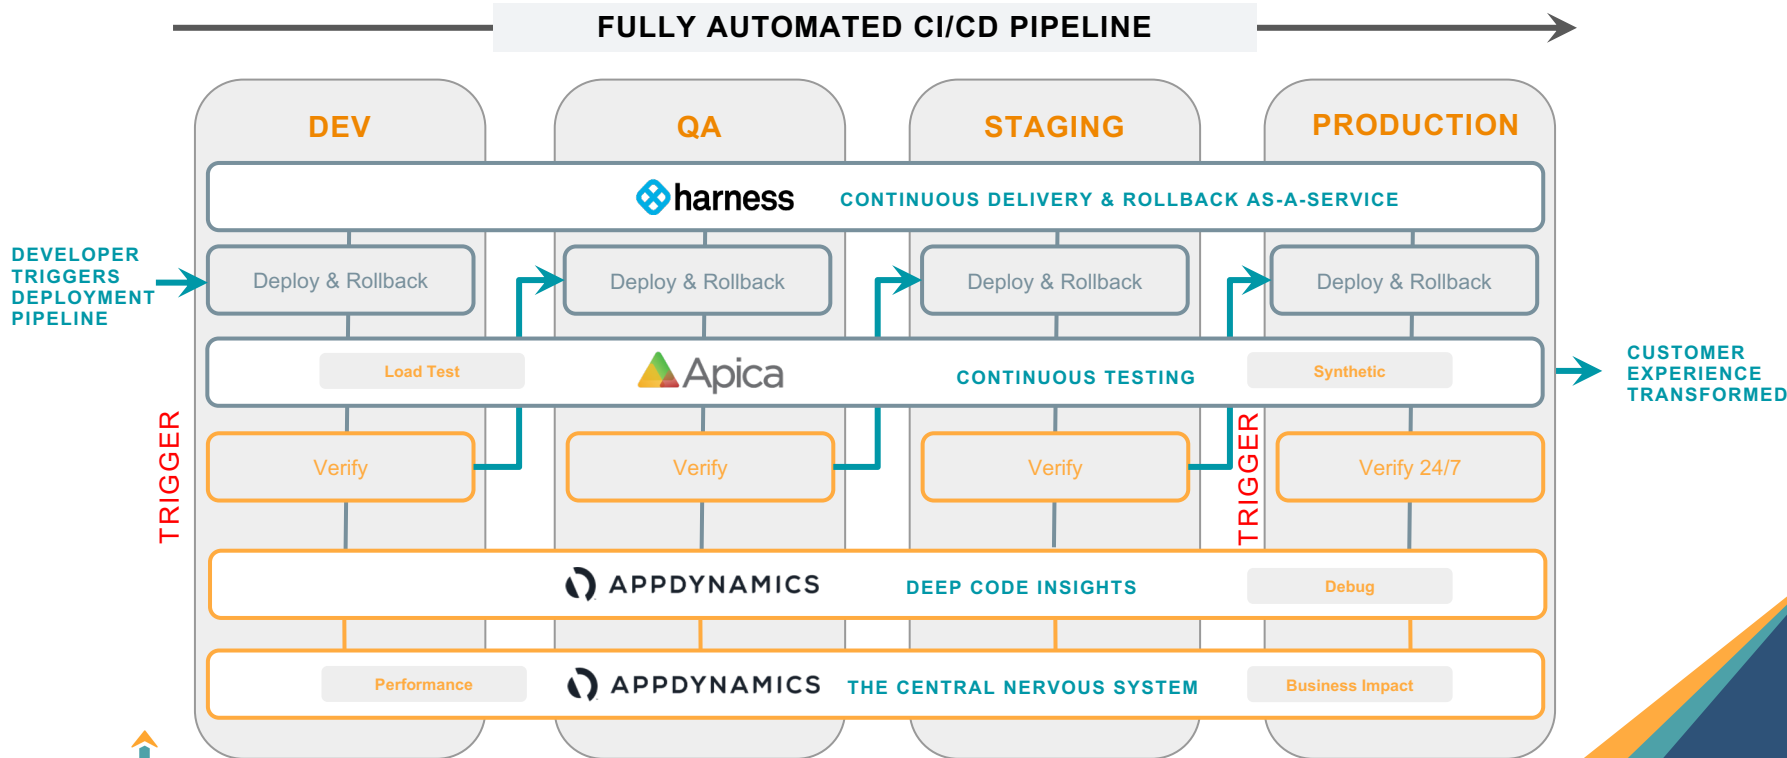 FULLY AUTOMATED CI/CD PIPELINE
DEV
QA
STAGING
PRODUCTION
harness
CONTINUOUS DELIVERY & ROLLBACK AS-A-SERVICE
DEVELOPER
TRIGGERS
DEPLOYMENT
PIPELINE
Deploy & Rollback
Deploy & Rollback
Deploy & Rollback
Deploy & Rollback
Load Test
Apica
CONTINUOUS TESTING
Synthetic
CUSTOMER
EXPERIENCE
TRANSFORMED
TRIGGER
Verify
Verify
Verify
TRIGGER
Verify 24/7
APPDYNAMICS
DEEP CODE INSIGHTS
Debug
Performance
APPDYNAMICS
THE CENTRAL NERVOUS SYSTEM
Business Impact